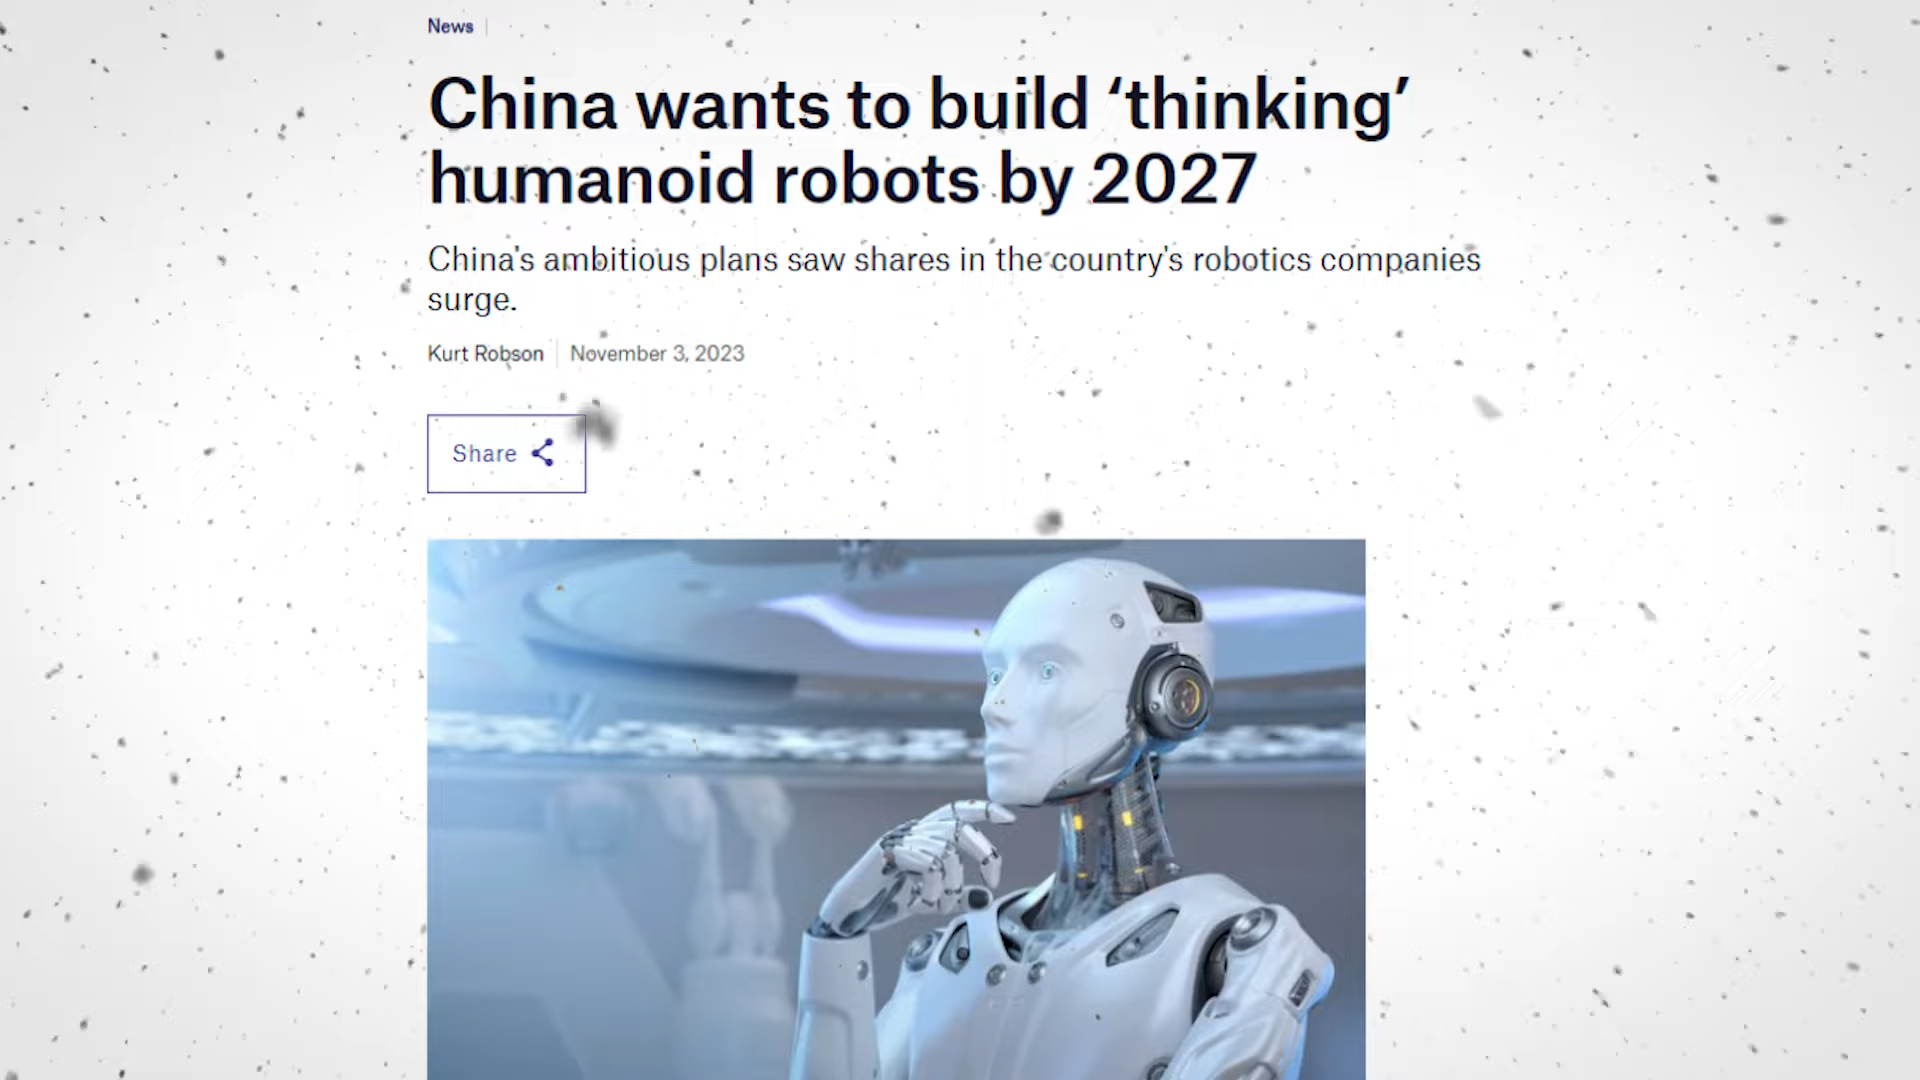 News
China wants to build ‘thinking’
humanoid robots by 2027
China's ambitious plans saw shares in the country's robotics companies
surge.
Kurt Robson November 3, 2023
Share